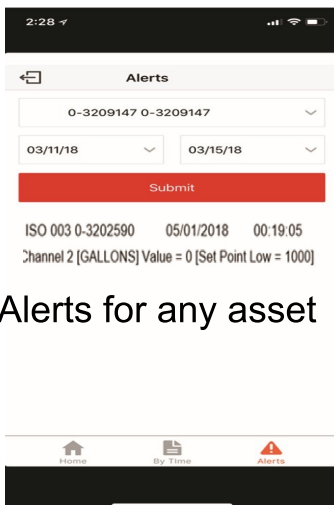 2:28
Alerts
0-3209147 0-3209147
03/11/18 03/15/18
Submit
ISO 003 0-3202590 05/01/2018 00:19:05
Channel 2 [GALLONS] Value = 0 [Set Point Low = 1000]
Alerts for any asset
Home By Time Alerts